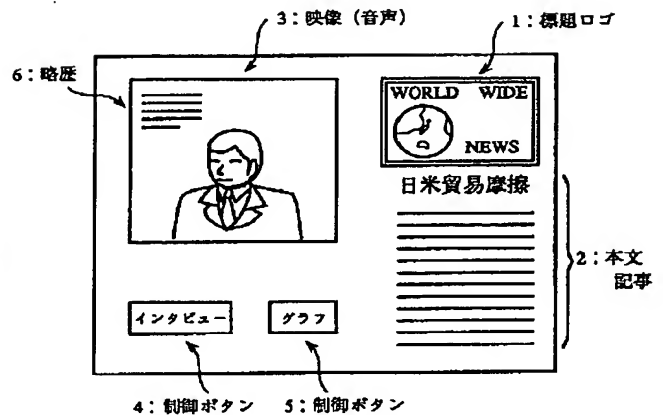 3：映像（音声）
1：標題ロゴ
6：略歴
WORLD WIDE
NEWS
日米貿易摩擦
2：本文
記事
インタビュー
グラフ
4：制御ボタン
5：制御ボタン